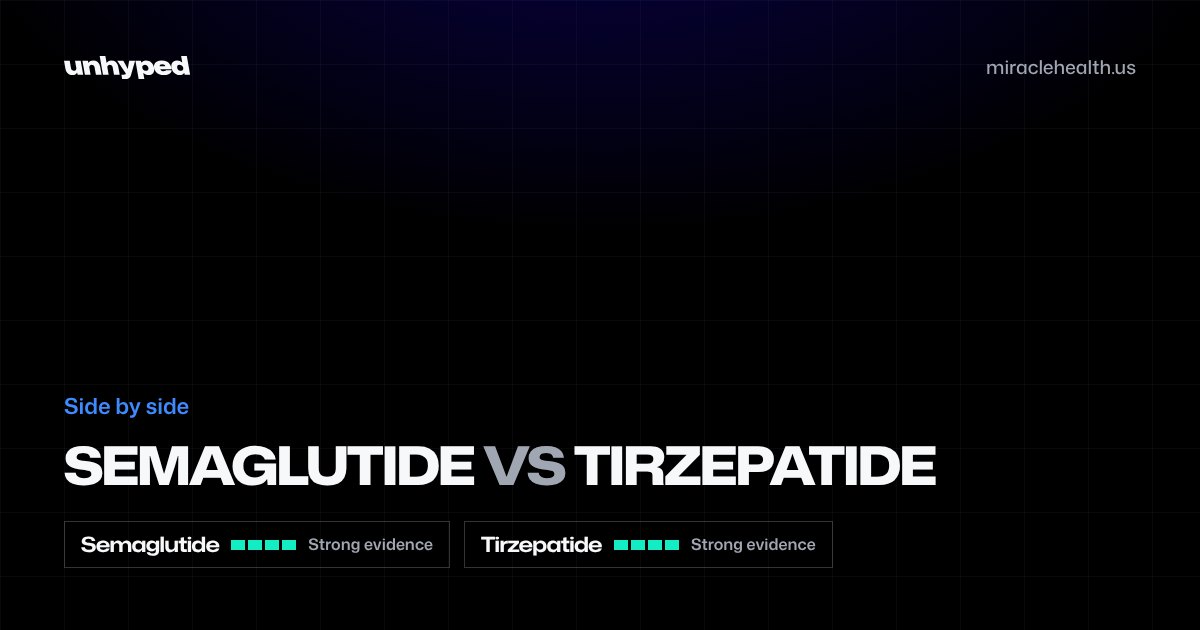 unhyped
miraclehealth.us
Side by side
SEMAGLUTIDE VS TIRZEPATIDE
Semaglutide Strong evidence
Tirzepatide Strong evidence